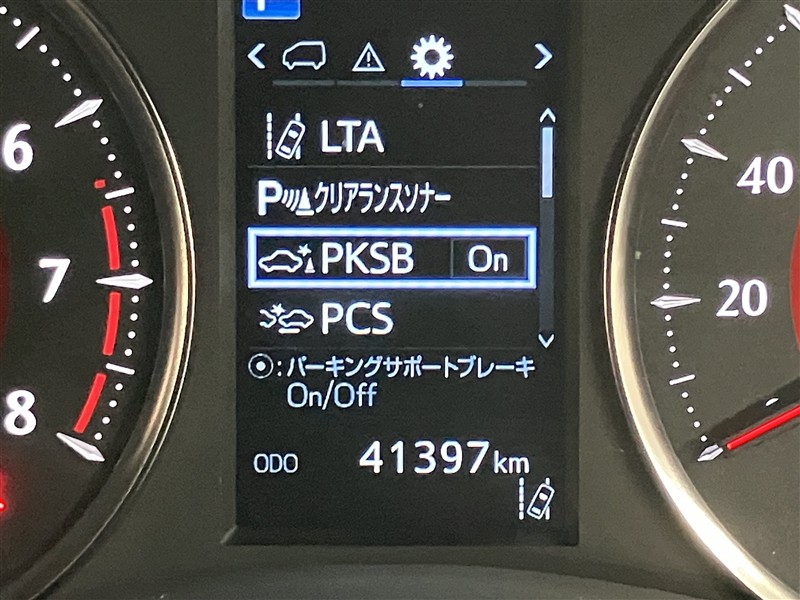 LTA
Pクリアランスソナー
PKSB On
PCS
⦿:パーキングサポートブレーキ
On/Off
ODO 41397km
6
7
8
40
20